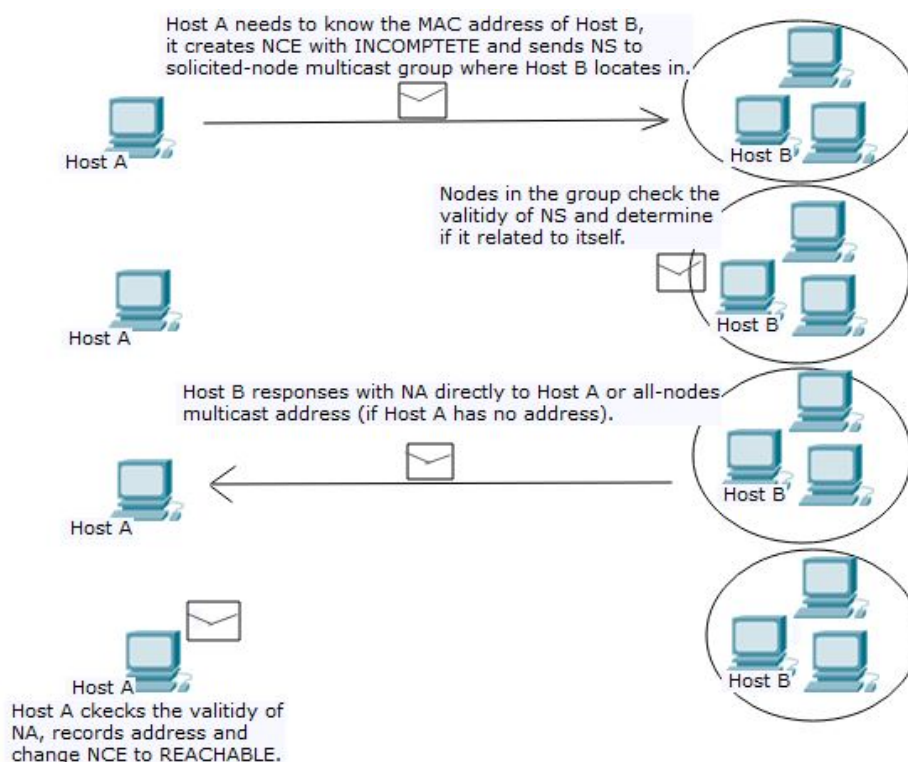 Host A needs to know the MAC address of Host B,
it creates NCE with INCOMPTETE and sends NS to
solicited-node multicast group where Host B locates in.
Host A
Host B
Nodes in the group check the
valitidy of NS and determine
if it related to itself.
Host A
Host B
Host B responses with NA directly to Host A or all-nodes
multicast address (if Host A has no address).
Host A
Host B
Host A
Host B
Host A ckecks the valitidy of
NA, records address and
change NCE to REACHABLE.